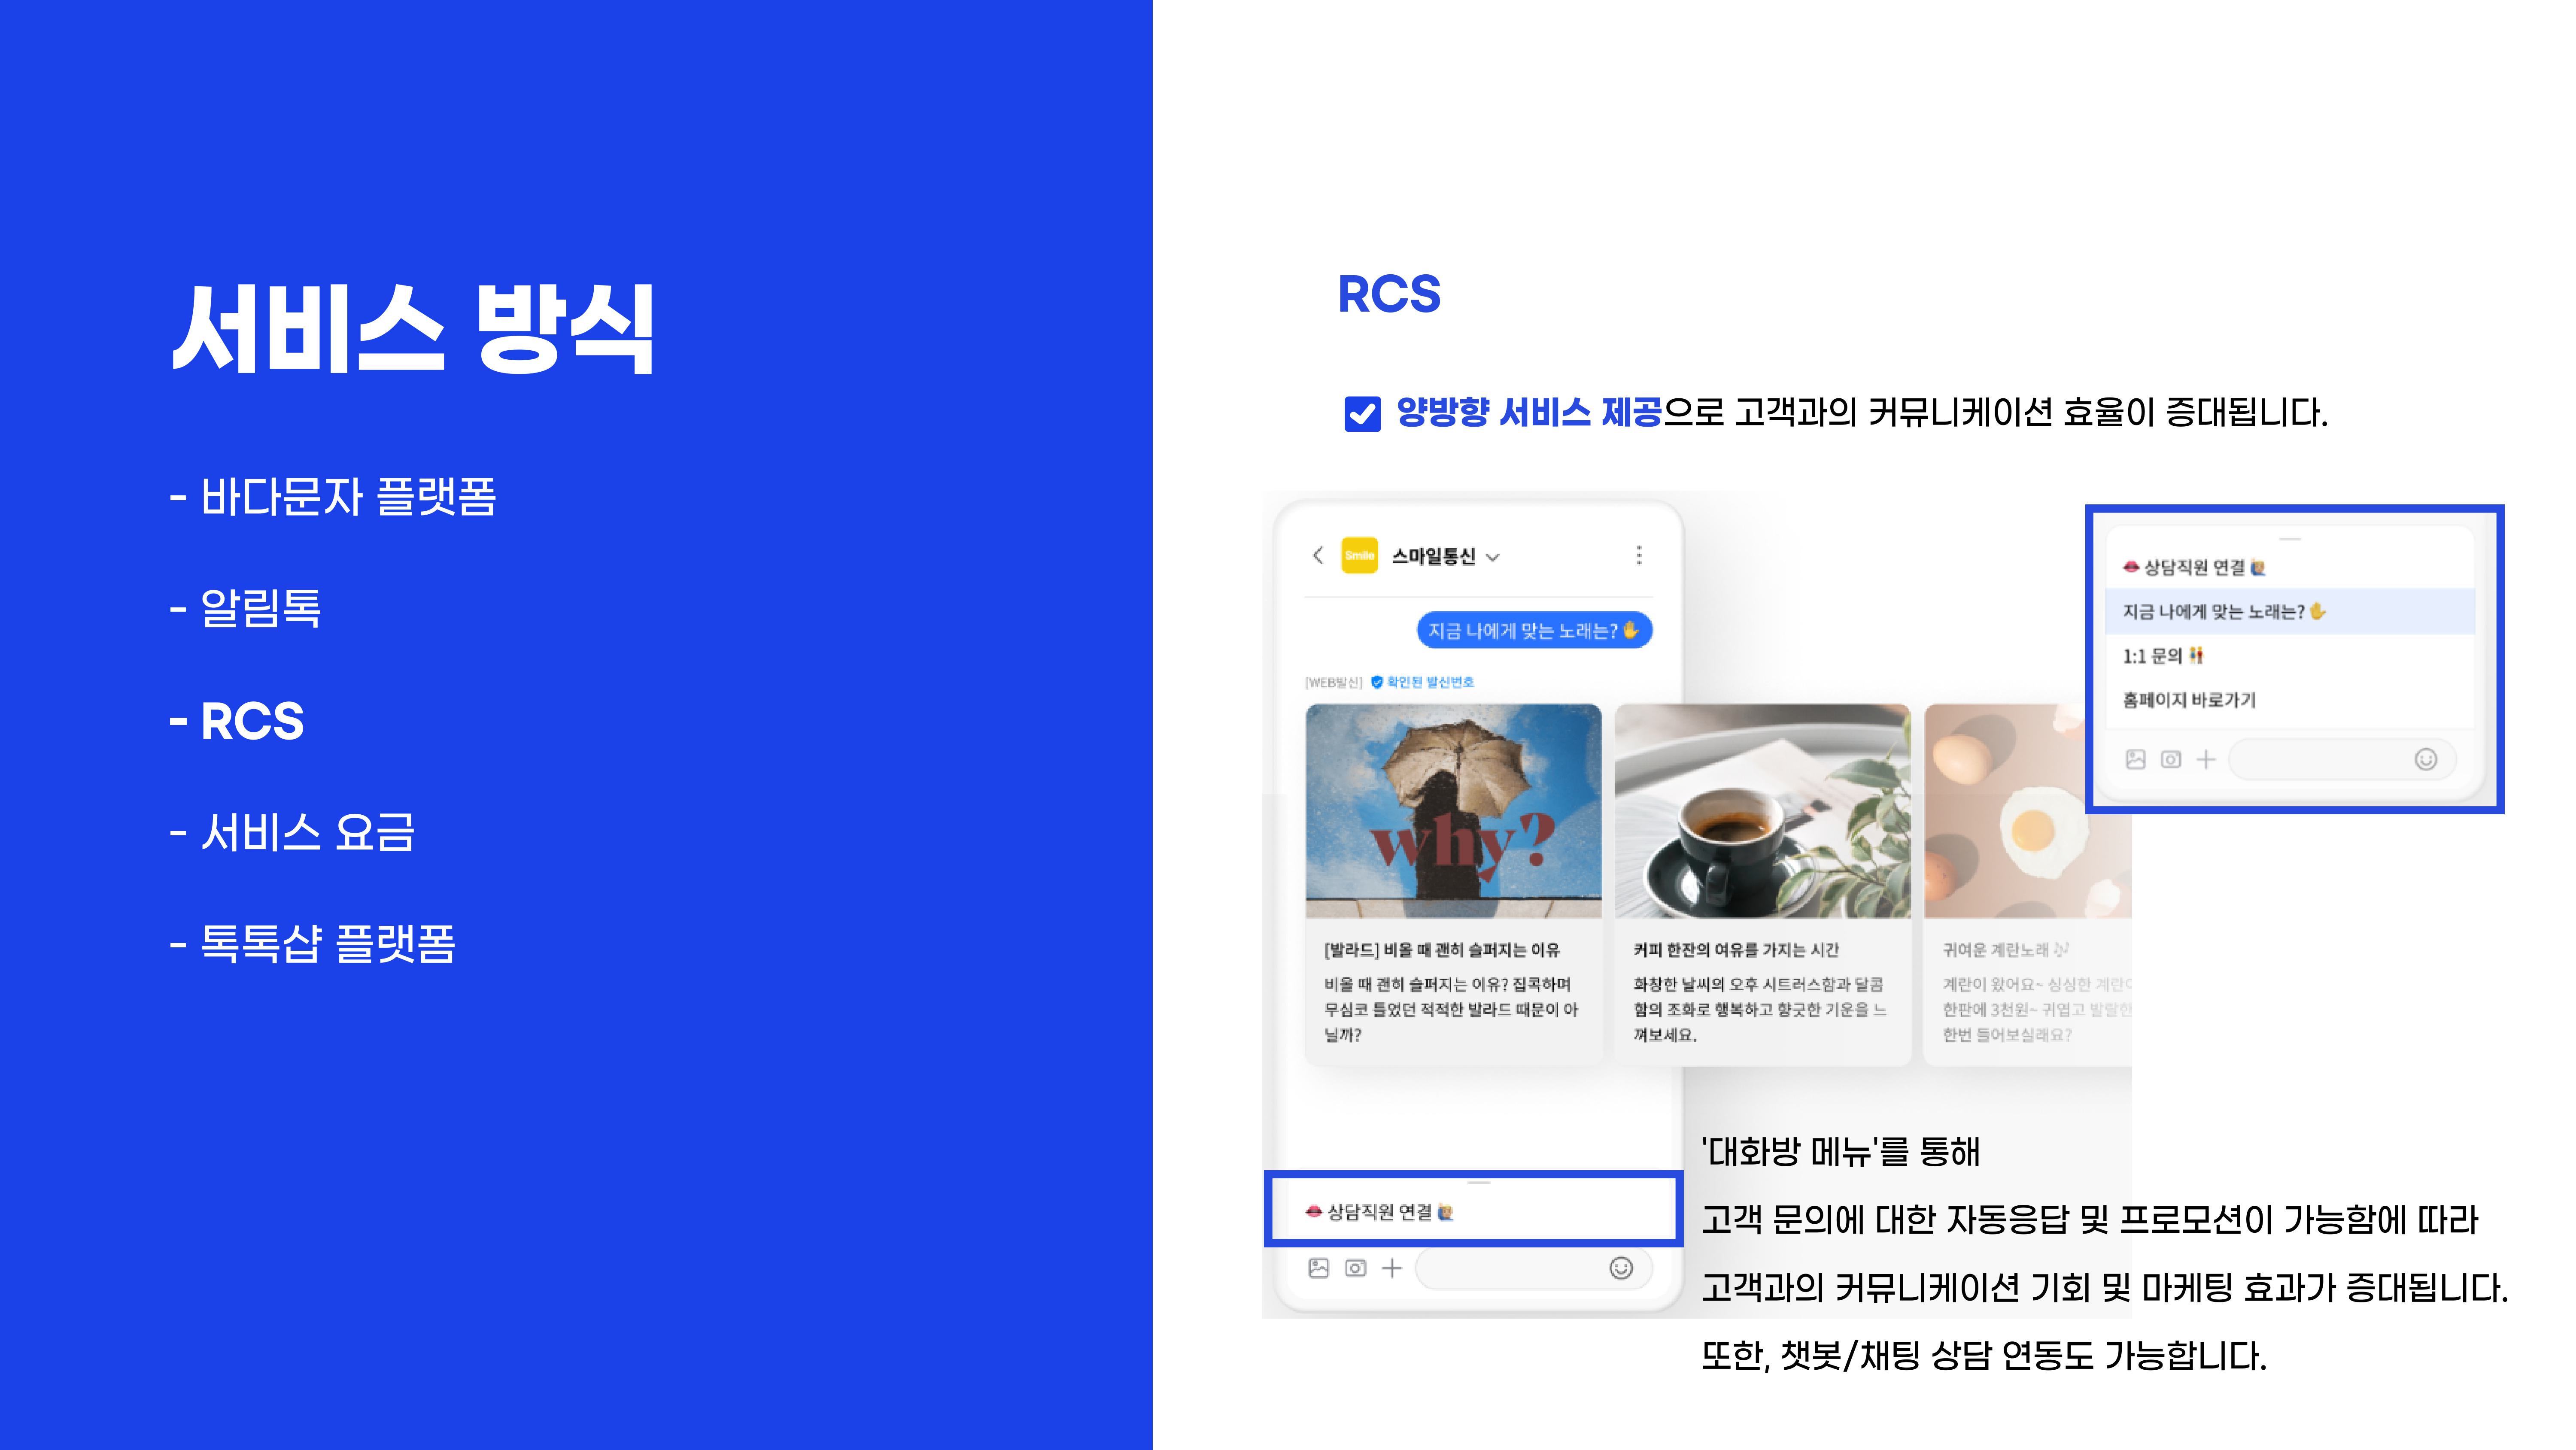 서비스 방식
- 바다문자 플랫폼
- 알림톡
- RCS
- 서비스 요금
- 톡톡샵 플랫폼
RCS
양방향 서비스 제공으로 고객과의 커뮤니케이션 효율이 증대됩니다.
Smile
스마일통신
지금 나에게 맞는 노래는?
[WEB발신] 확인된 발신번호
why?
[발라드] 비올 때 괜히 슬퍼지는 이유
비올 때 괜히 슬퍼지는 이유? 집콕하며
무심코 틀었던 적적한 발라드 때문이 아
닐까?
커피 한잔의 여유를 가지는 시간
화창한 날씨의 오후 시트러스함과 달콤
함의 조화로 행복하고 향긋한 기운을 느
껴보세요.
귀여운 계란노래
계란이 왔어요~ 싱싱한 계란이
한판에 3천원~ 귀엽고 발랄한
한번 들어보실래요?
상담직원 연결
상담직원 연결
지금 나에게 맞는 노래는?
1:1 문의
홈페이지 바로가기
'대화방 메뉴'를 통해
고객 문의에 대한 자동응답 및 프로모션이 가능함에 따라
고객과의 커뮤니케이션 기회 및 마케팅 효과가 증대됩니다.
또한, 챗봇/채팅 상담 연동도 가능합니다.